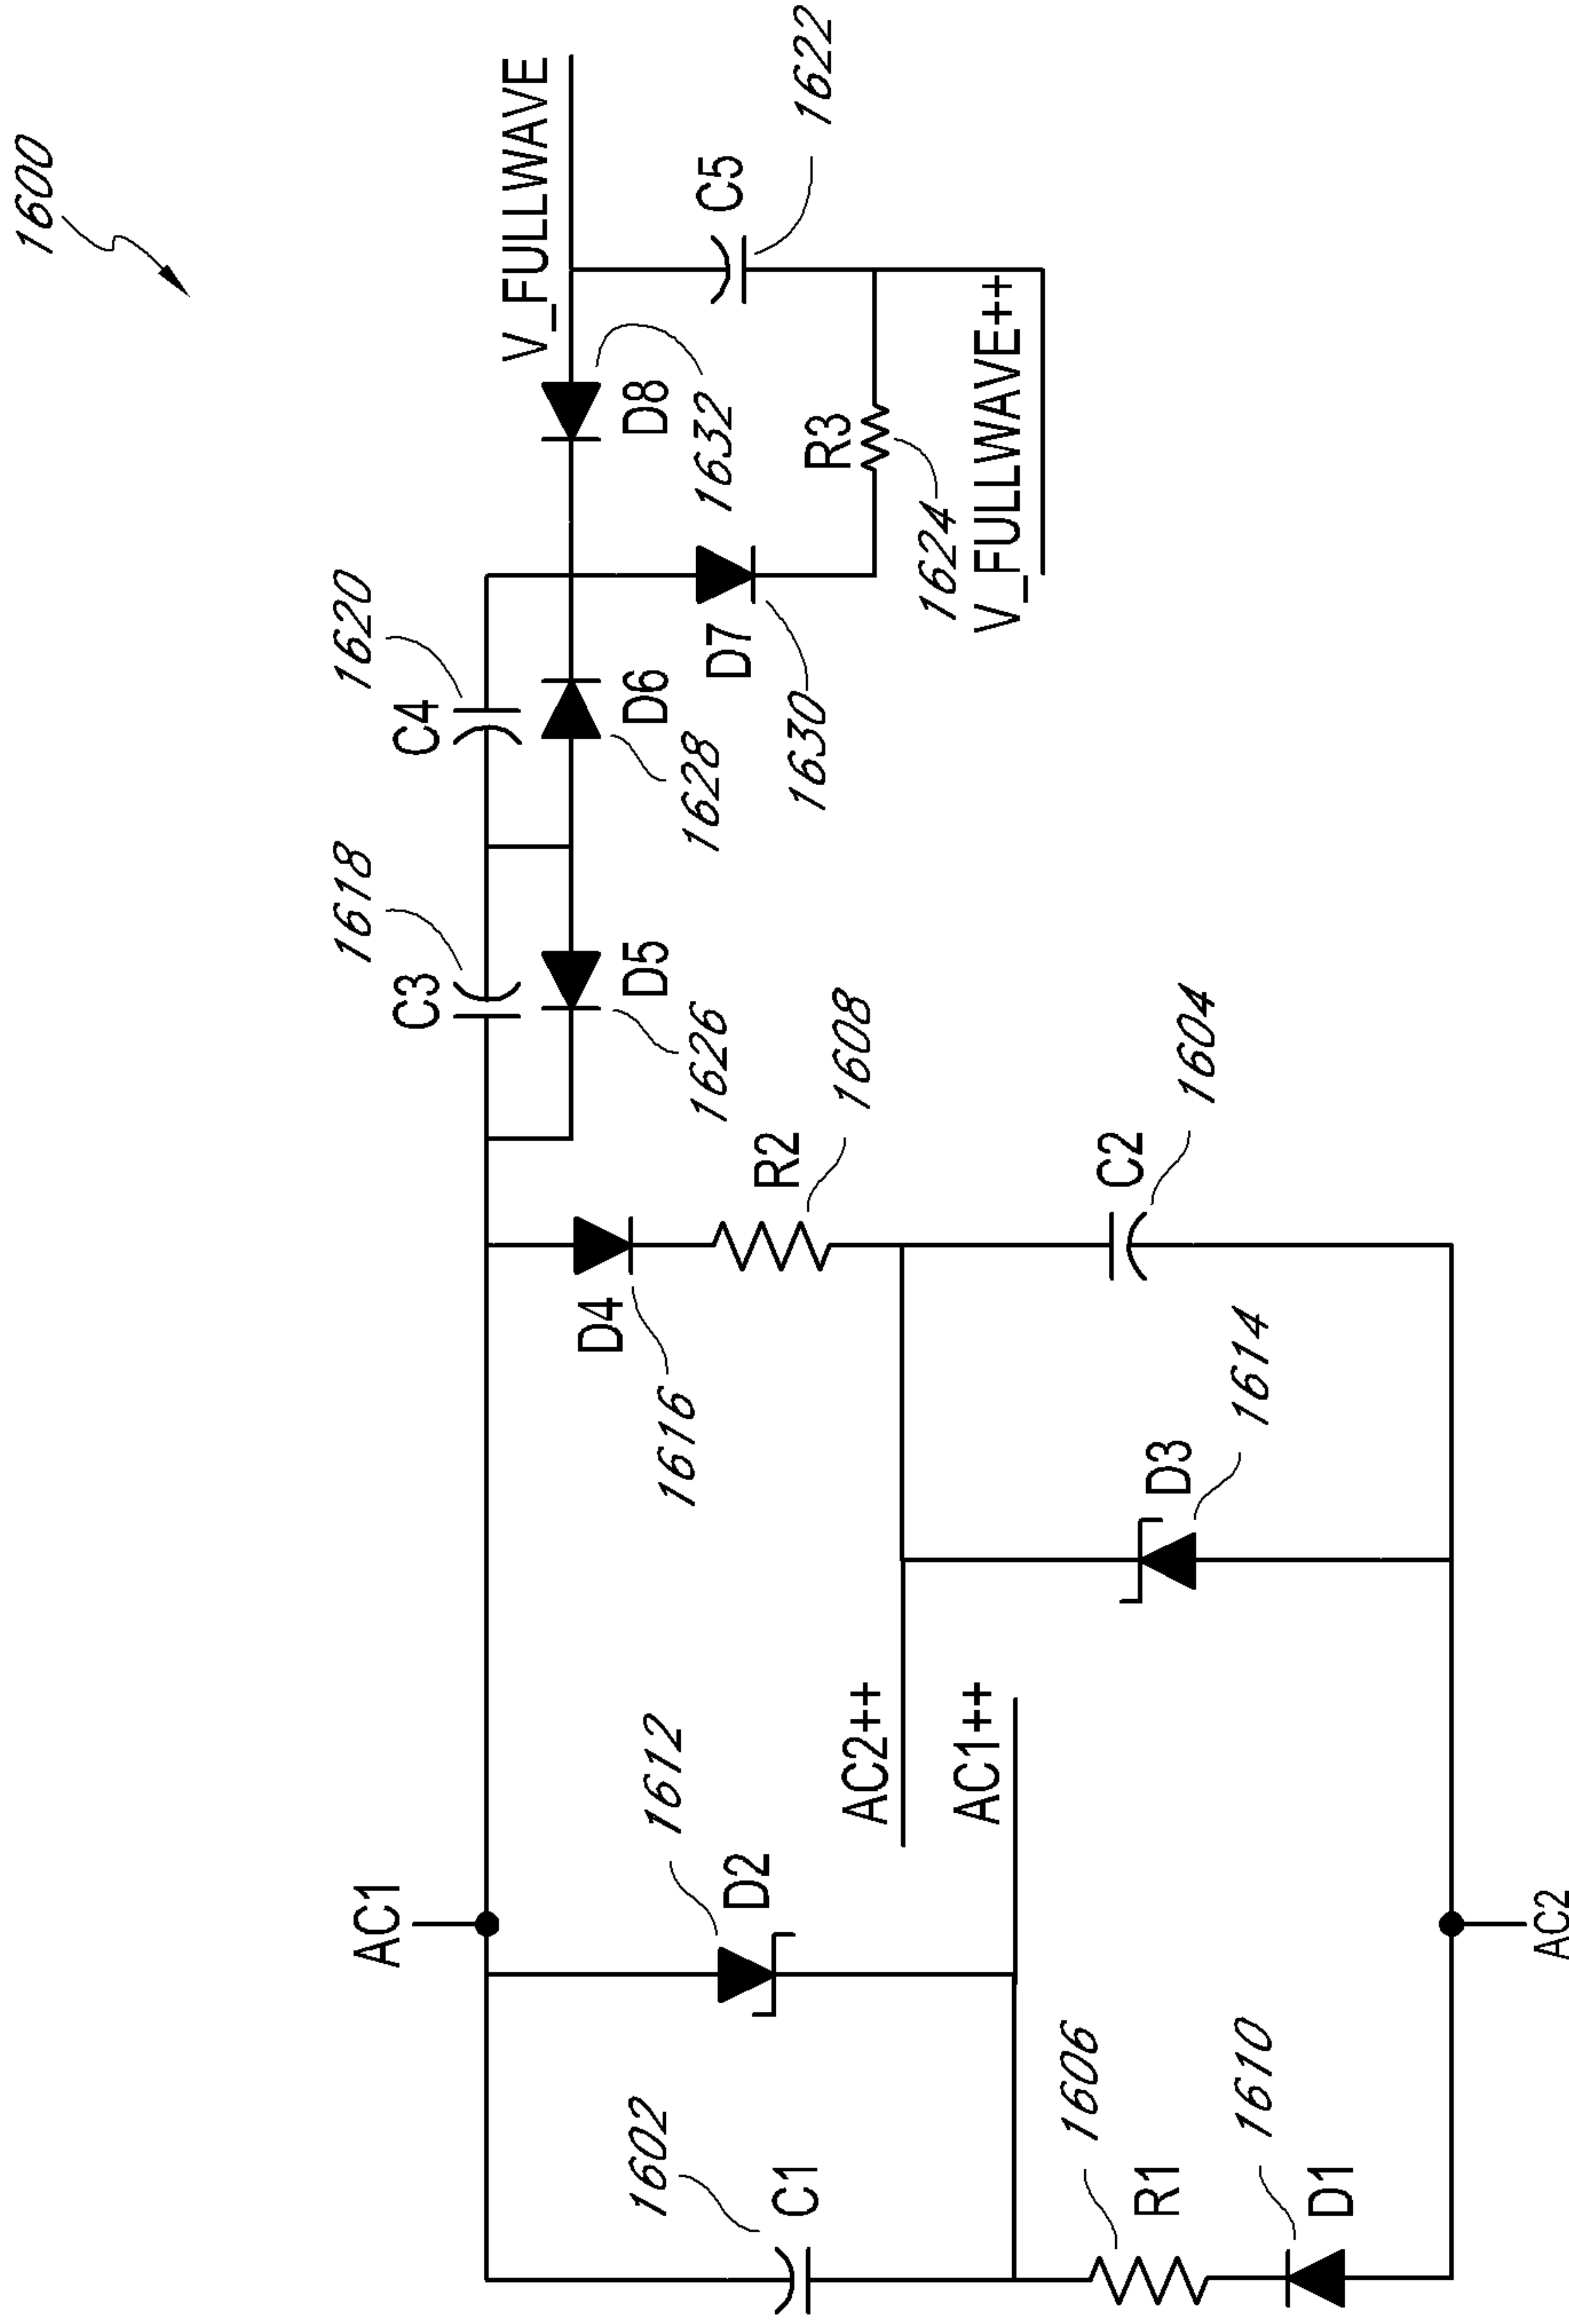 1600
V_FULLWAVE
C5
1622
D8
1632
R3
1624
V_FULLWAVE++
1620
C4
D6
1628
D7
1630
1618
C3
D5
1626
D4
1616
R2
1608
C2
1604
D3
1614
AC1
1612
D2
AC2++
AC1++
1602
C1
1606
R1
1610
D1
AC2